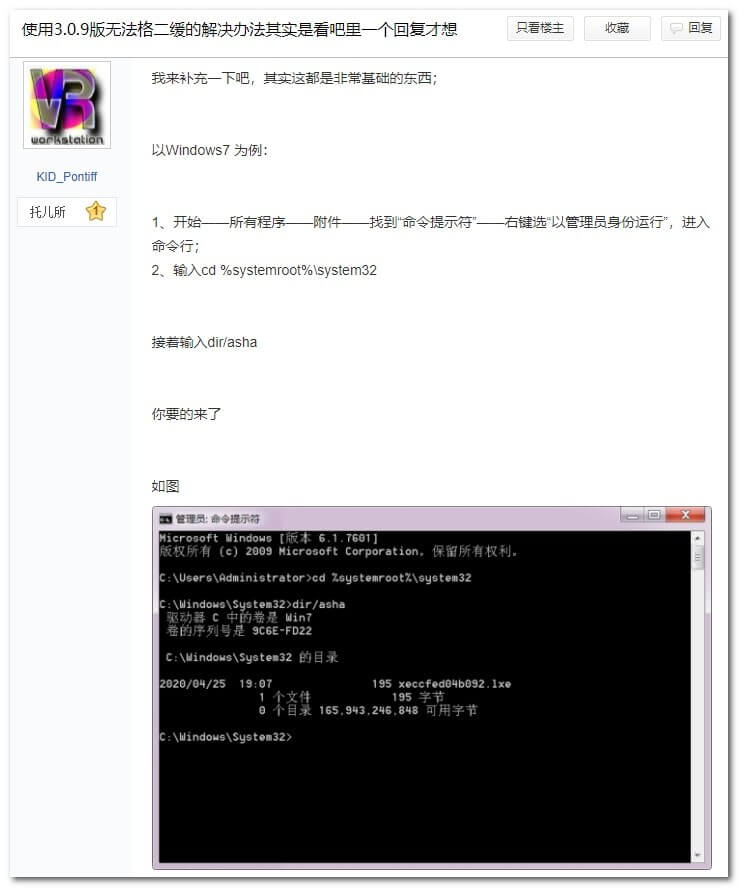 使用3.0.9版无法格二缓的解决办法其实是看吧里一个回复才想
只看楼主
收藏
回复
VR
workstation
KID_Pontiff
托儿所
1
我来补充一下吧，其实这都是非常基础的东西；
以Windows7 为例：
1、开始——所有程序——附件——找到“命令提示符”——右键选“以管理员身份运行”，进入
命令行；
2、输入cd %systemroot%\system32
接着输入dir/asha
你要的来了
如图
管理员: 命令提示符
Microsoft Windows [版本 6.1.7601]
版权所有 (c) 2009 Microsoft Corporation。保留所有权利。
C:\Users\Administrator>cd %systemroot%\system32
C:\Windows\System32>dir/asha
驱动器 C 中的卷是 Win7
卷的序列号是 9C6E-FD22
C:\Windows\System32 的目录
2020/04/25  19:07               195 xeccfed04b092.lxe
1 个文件            195 字节
0 个目录 165,943,246,848 可用字节
C:\Windows\System32>